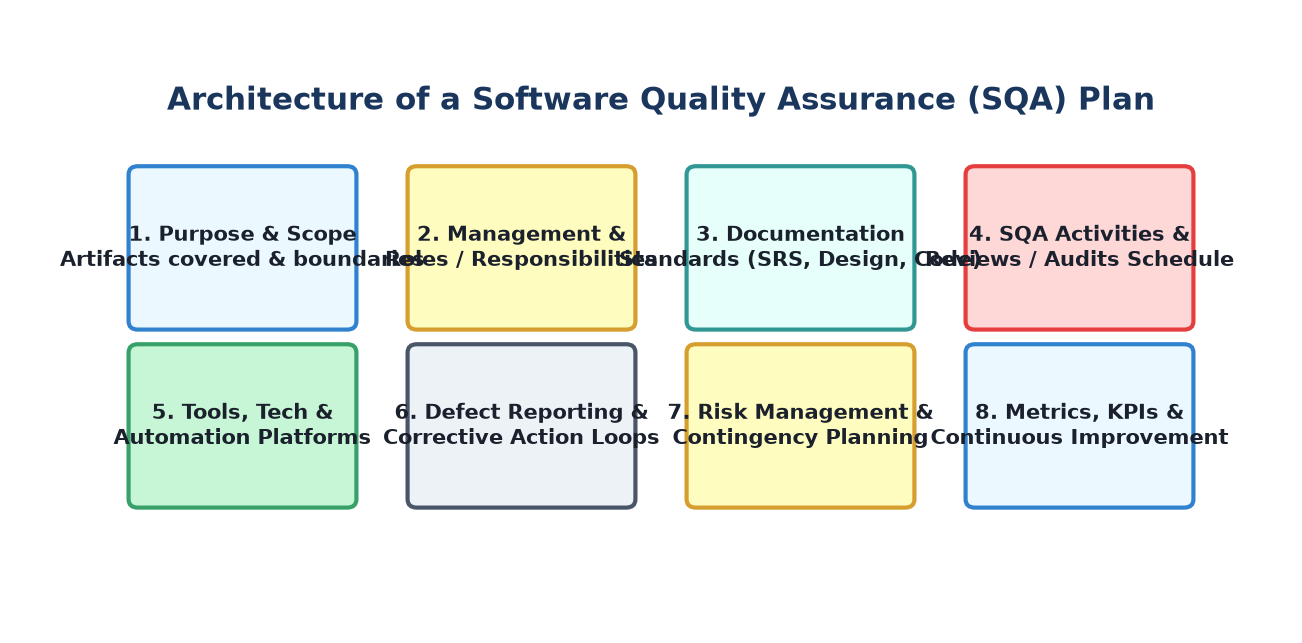 Architecture of a Software Quality Assurance (SQA) Plan
1. Purpose & Scope
Artifacts covered & boundaries
2. Management &
Roles / Responsibilities
3. Documentation
Standards (SRS, Design, Code)
4. SQA Activities &
Reviews / Audits Schedule
5. Tools, Tech &
Automation Platforms
6. Defect Reporting &
Corrective Action Loops
7. Risk Management &
Contingency Planning
8. Metrics, KPIs &
Continuous Improvement